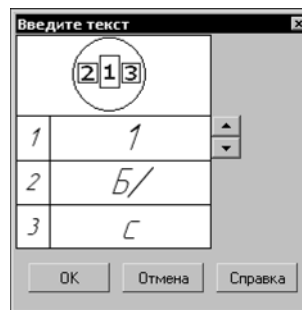 Введите текст
2 1 3
1 1
2 Б/
3 с
ОК Отмена Справка